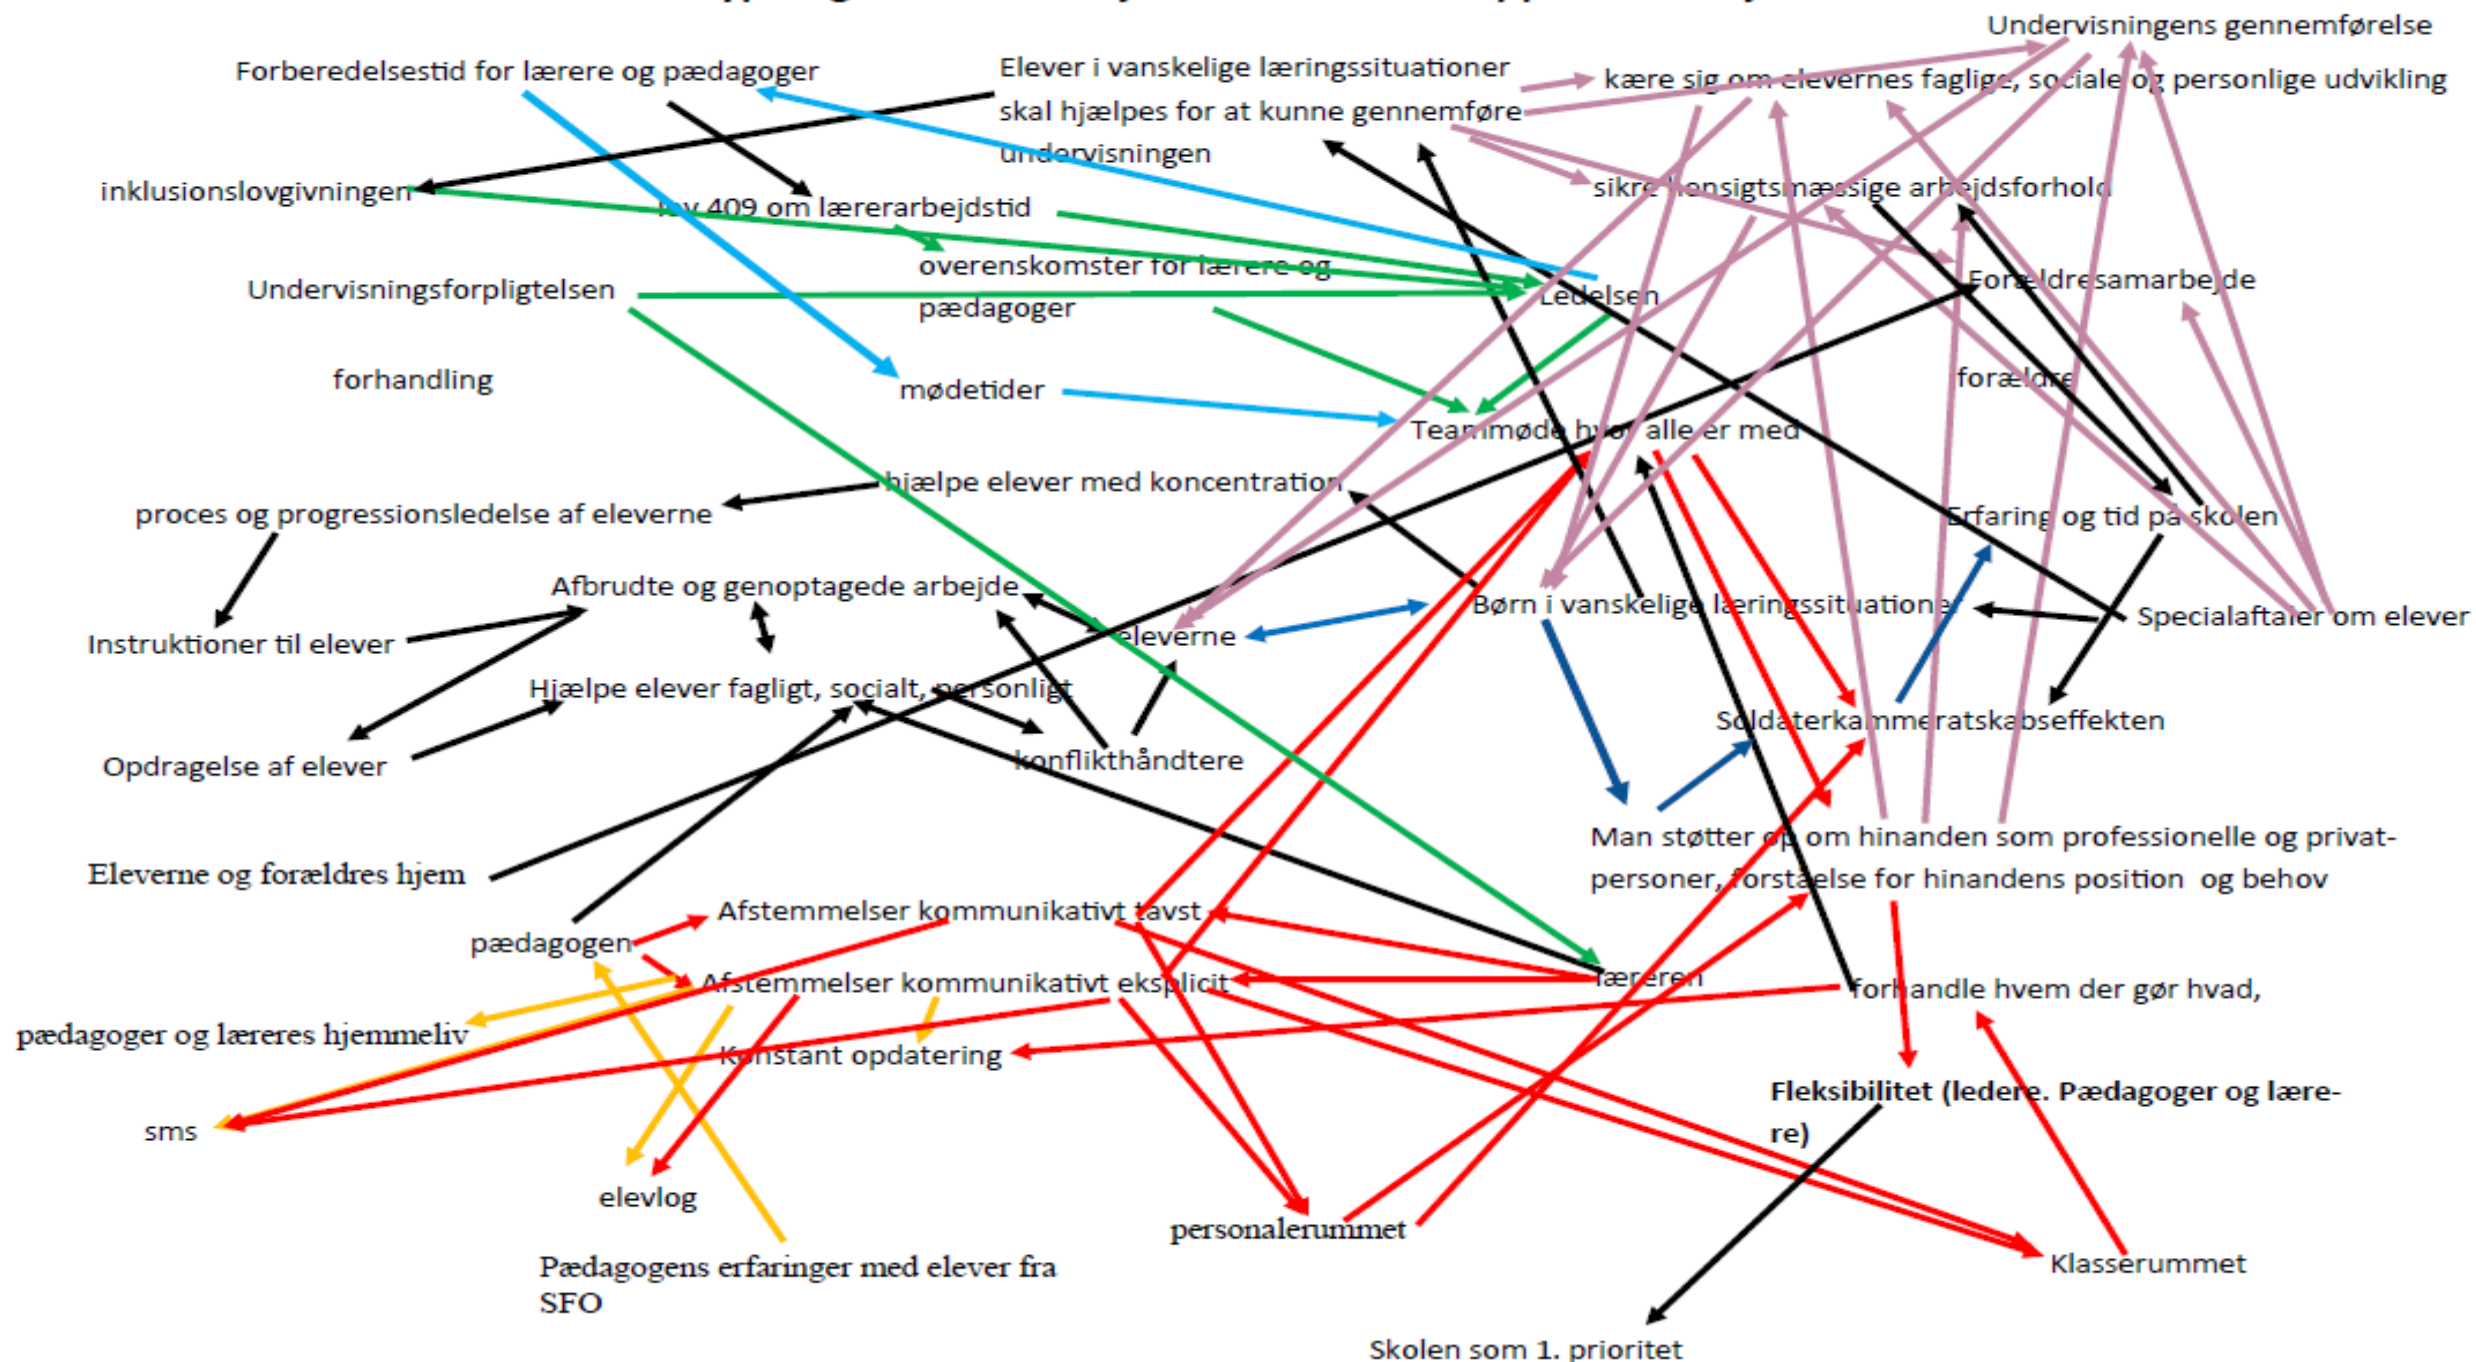 Undervisningens gennemførelse
Forberedelsestid for lærere og pædagoger
Elever i vanskelige læringssituationer
skal hjælpes for at kunne gennemføre
undervisningen
kære sig om elevernes faglige, sociale og personlige udvikling
inklusionslovgivningen
lov 409 om lærerarbejdstid
sikre hensigtsmæssige arbejdsforhold
overenskomster for lærere og
pædagoger
Undervisningsforpligtelsen
Ledelsen
Forældresamarbejde
forhandling
mødetider
forældre
Teammøde hvor alle er med
hjælpe elever med koncentration
proces og progressionsledelse af eleverne
Erfaring og tid på skolen
Afbrudte og genoptagede arbejde
Børn i vanskelige læringssituationer
Specialaftaler om elever
Instruktioner til elever
eleverne
Hjælpe elever fagligt, socialt, personligt
Soldaterkammeratskabseffekten
Opdragelse af elever
konflikthåndtere
Man støtter op om hinanden som professionelle og privat-
personer, forståelse for hinandens position og behov
Eleverne og forældres hjem
Afstemmelser kommunikativt tavst
pædagogen
Afstemmelser kommunikativt eksplicit
læreren
forhandle hvem der gør hvad,
pædagoger og læreres hjemmeliv
Konstant opdatering
Fleksibilitet (ledere. Pædagoger og lære-
re)
sms
elevlog
personalerummet
Klasserummet
Pædagogens erfaringer med elever fra
SFO
Skolen som 1. prioritet